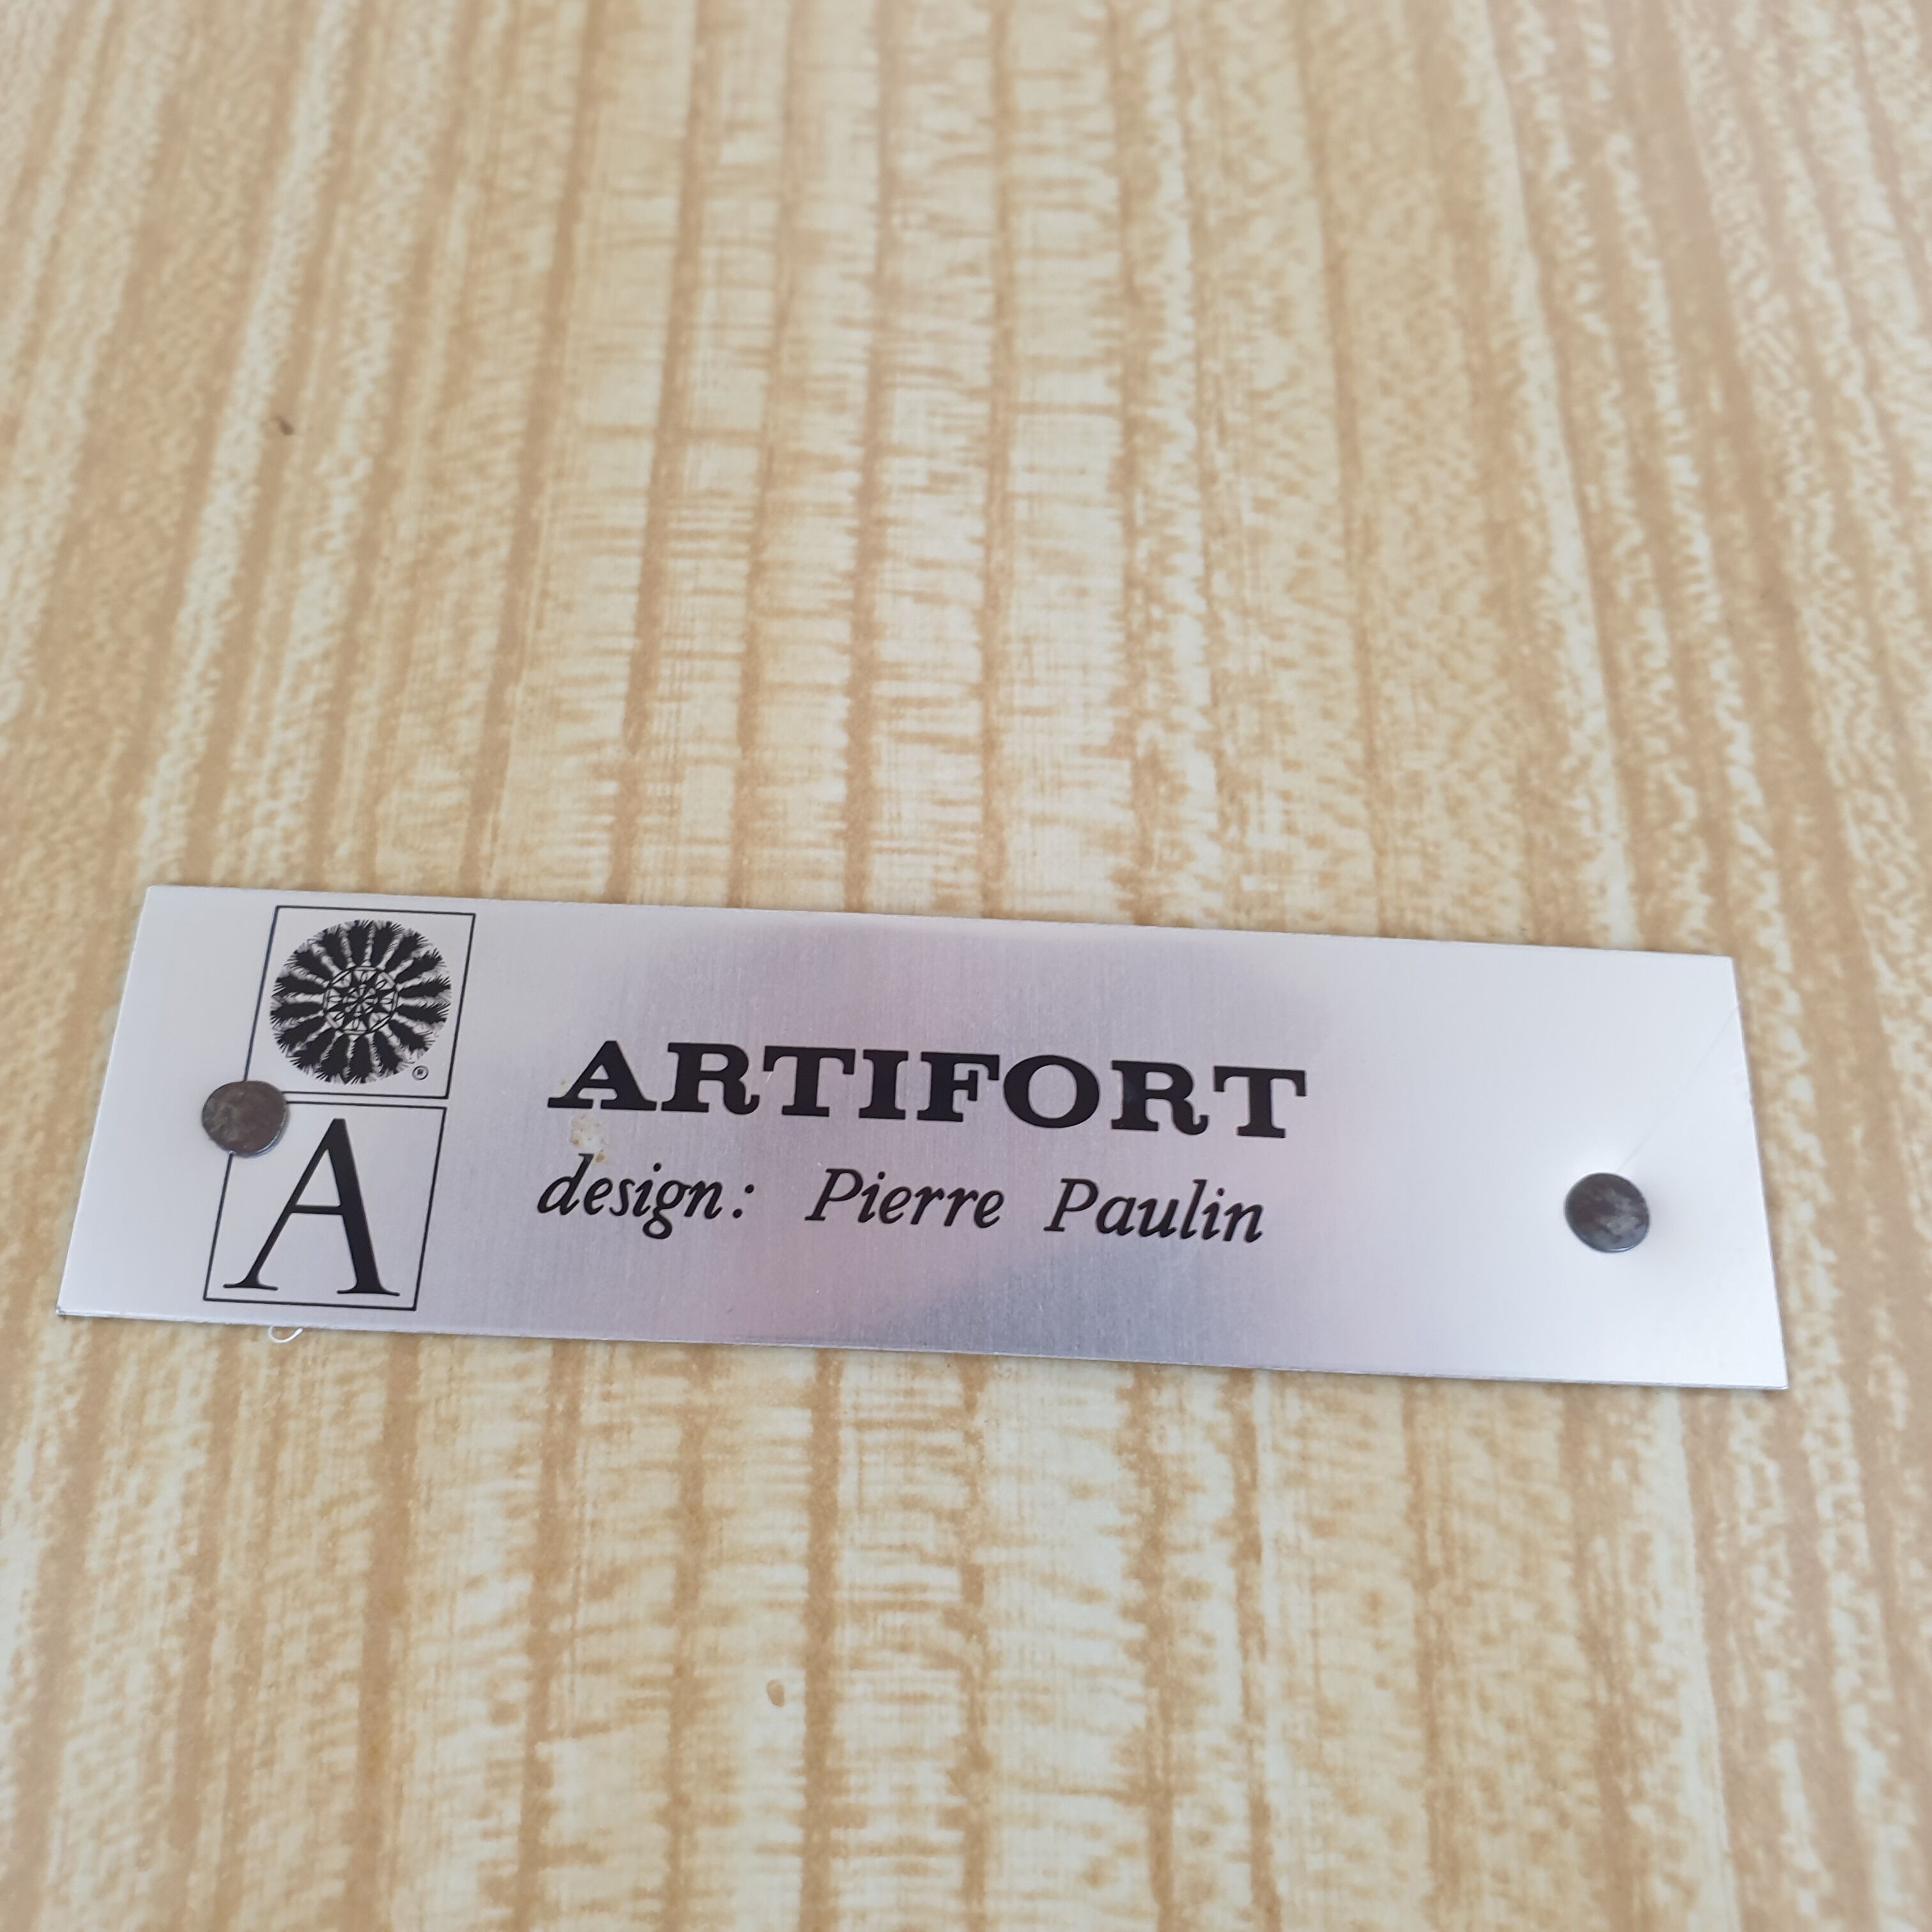 ®
A
ARTIFORT
design: Pierre Paulin